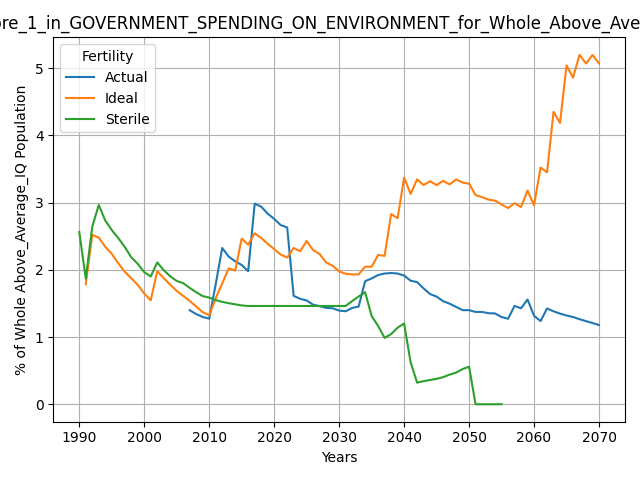 ore_1_in_GOVERNMENT_SPENDING_ON_ENVIRONMENT_for_Whole_Above_Ave
Fertility
Actual
Ideal
Sterile
% of Whole Above_Average_IQ Population
5
4
3
2
1
0
1990 2000 2010 2020 2030 2040 2050 2060 2070
Years